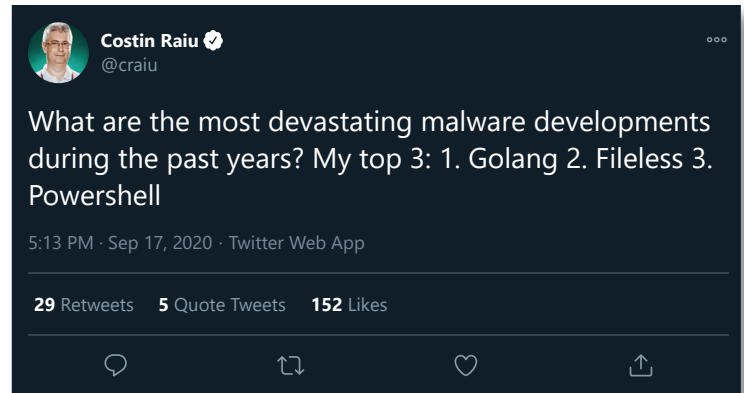 Costin Raiu
@craiu
What are the most devastating malware developments
during the past years? My top 3: 1. Golang 2. Fileless 3.
Powershell
5:13 PM · Sep 17, 2020 · Twitter Web App
29 Retweets 5 Quote Tweets 152 Likes